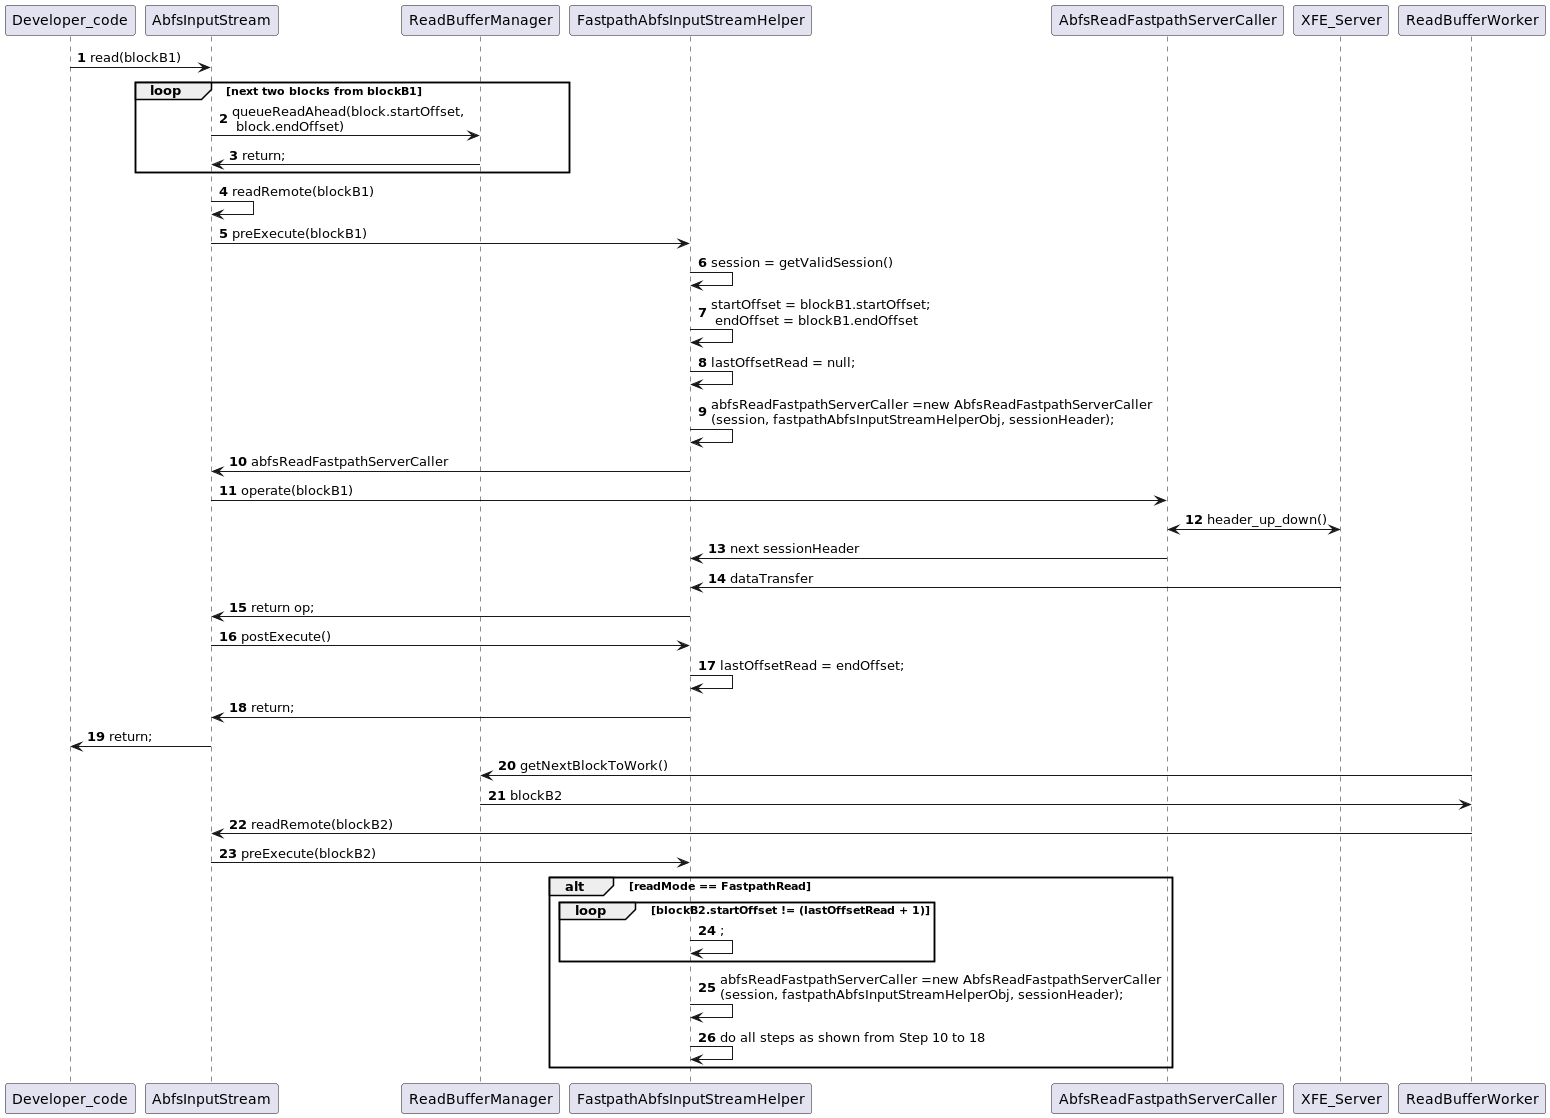 Developer_code AbfsInputStream ReadBufferManager FastpathAbfsInputStreamHelper AbfsReadFastpathServerCaller XFE_Server ReadBufferWorker
1 read(blockB1)
loop [next two blocks from blockB1]
2 queueReadAhead(block.startOffset,
block.endOffset)
3 return;
4 readRemote(blockB1)
5 preExecute(blockB1)
6 session = getValidSession()
7 startOffset = blockB1.startOffset;
endOffset = blockB1.endOffset
8 lastOffsetRead = null;
9 abfsReadFastpathServerCaller =new AbfsReadFastpathServerCaller
(session, fastpathAbfsInputStreamHelperObj, sessionHeader);
10 abfsReadFastpathServerCaller
11 operate(blockB1)
12 header_up_down()
13 next sessionHeader
14 dataTransfer
15 return op;
16 postExecute()
17 lastOffsetRead = endOffset;
18 return;
19 return;
20 getNextBlockToWork()
21 blockB2
22 readRemote(blockB2)
23 preExecute(blockB2)
alt [readMode == FastpathRead]
loop [blockB2.startOffset != (lastOffsetRead + 1)]
24 ;
25 abfsReadFastpathServerCaller =new AbfsReadFastpathServerCaller
(session, fastpathAbfsInputStreamHelperObj, sessionHeader);
26 do all steps as shown from Step 10 to 18
Developer_code AbfsInputStream ReadBufferManager FastpathAbfsInputStreamHelper AbfsReadFastpathServerCaller XFE_Server ReadBufferWorker